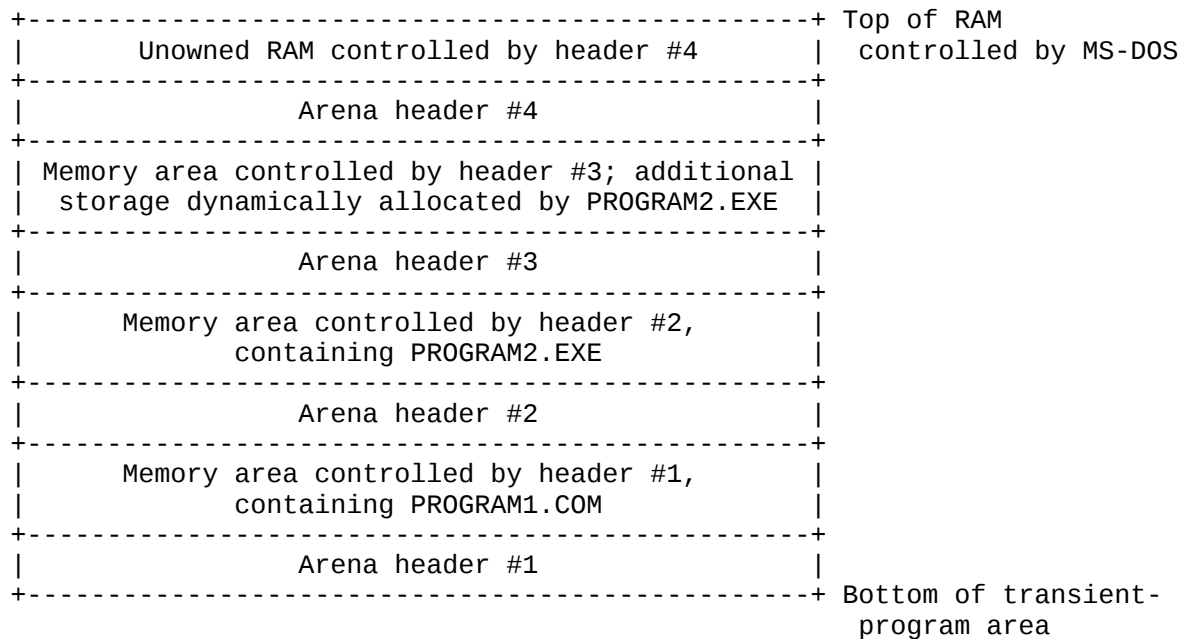 Top of RAM
Unowned RAM controlled by header #4
controlled by MS-DOS
Arena header #4
Memory area controlled by header #3; additional
storage dynamically allocated by PROGRAM2.EXE
Arena header #3
Memory area controlled by header #2,
containing PROGRAM2.EXE
Arena header #2
Memory area controlled by header #1,
containing PROGRAM1.COM
Arena header #1
Bottom of transient-
program area